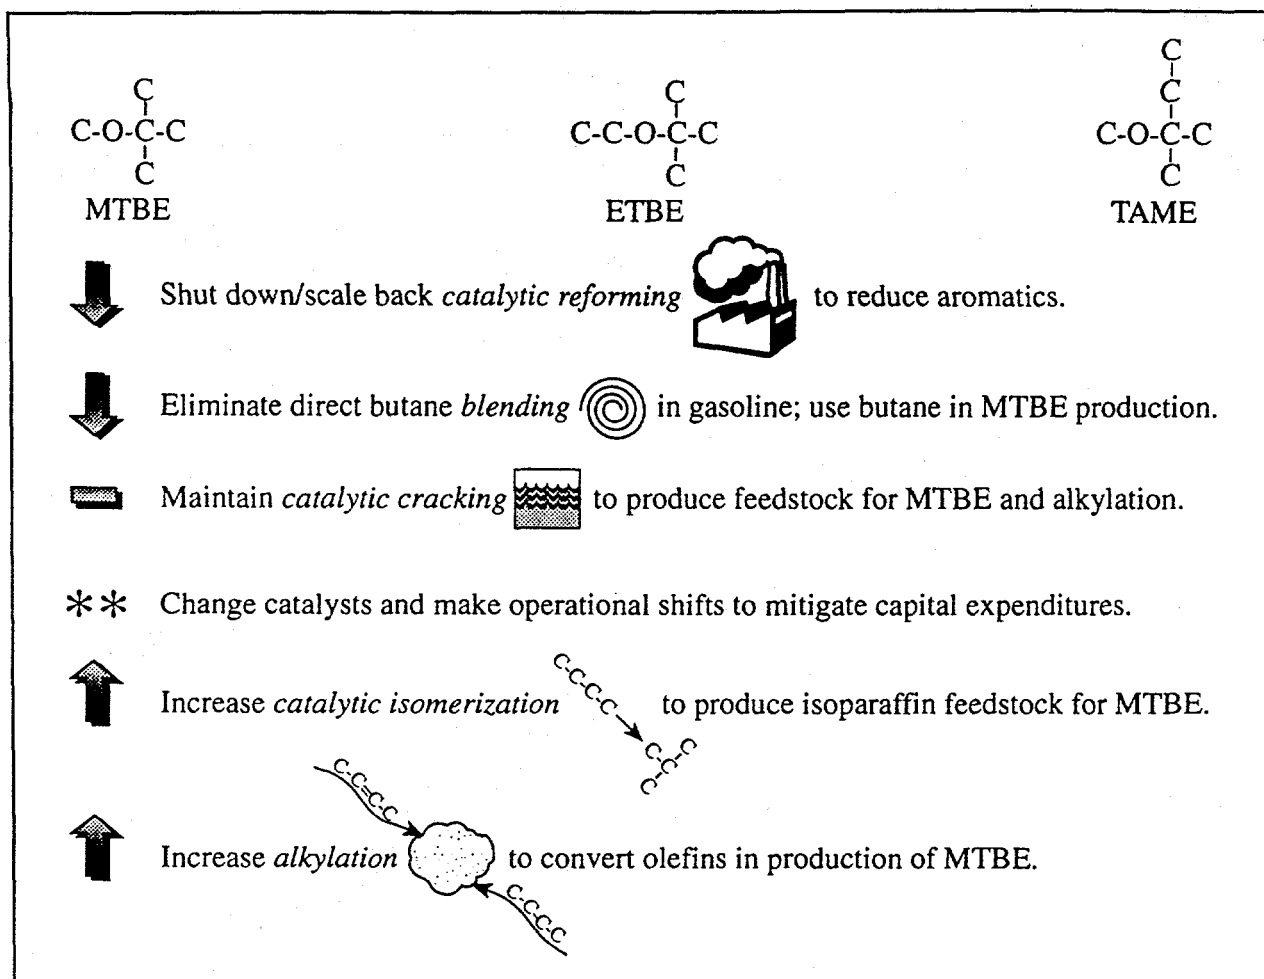 C
C-O-C-C
C
MTBE
C
C-C-O-C-C
C
ETBE
C
C
C-O-C-C
C
TAME
Shut down/scale back catalytic reforming to reduce aromatics.
Eliminate direct butane blending in gasoline; use butane in MTBE production.
Maintain catalytic cracking to produce feedstock for MTBE and alkylation.
** Change catalysts and make operational shifts to mitigate capital expenditures.
Increase catalytic isomerization to produce isoparaffin feedstock for MTBE.
C-C-C-C
C-C-C
C
C-C=C-C
Increase alkylation to convert olefins in production of MTBE.
C-C-C-C